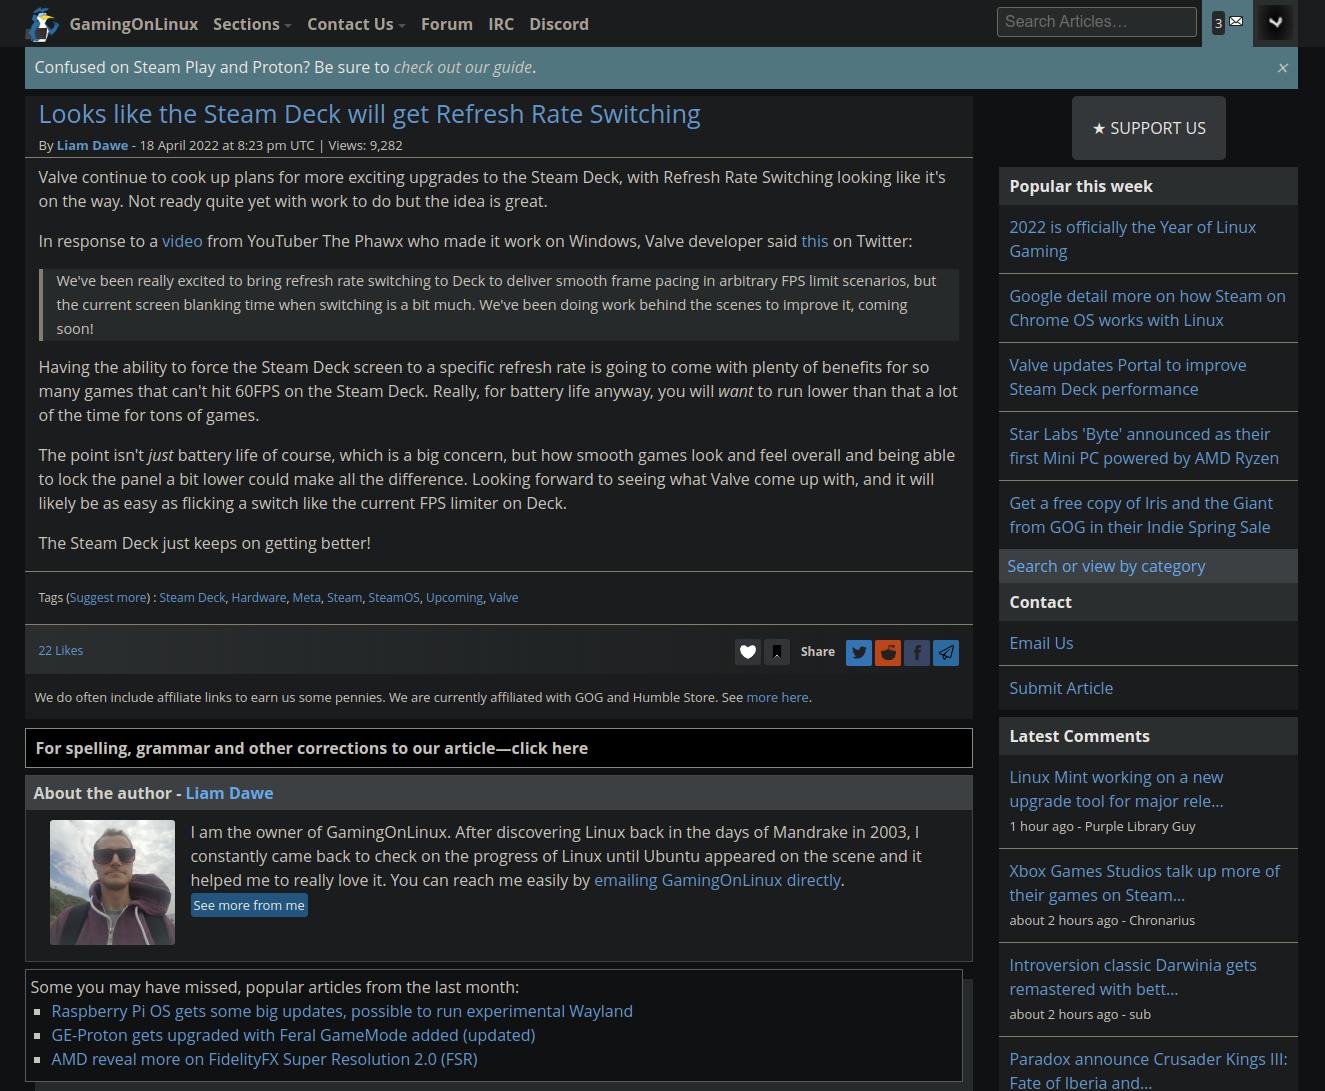 GamingOnLinux Sections Contact Us Forum IRC Discord
Search Articles…
3
Confused on Steam Play and Proton? Be sure to check out our guide.
×
Looks like the Steam Deck will get Refresh Rate Switching
By Liam Dawe - 18 April 2022 at 8:23 pm UTC | Views: 9,282
Valve continue to cook up plans for more exciting upgrades to the Steam Deck, with Refresh Rate Switching looking like it's
on the way. Not ready quite yet with work to do but the idea is great.
In response to a video from YouTuber The Phawx who made it work on Windows, Valve developer said this on Twitter:
We've been really excited to bring refresh rate switching to Deck to deliver smooth frame pacing in arbitrary FPS limit scenarios, but
the current screen blanking time when switching is a bit much. We've been doing work behind the scenes to improve it, coming
soon!
Having the ability to force the Steam Deck screen to a specific refresh rate is going to come with plenty of benefits for so
many games that can't hit 60FPS on the Steam Deck. Really, for battery life anyway, you will want to run lower than that a lot
of the time for tons of games.
The point isn't just battery life of course, which is a big concern, but how smooth games look and feel overall and being able
to lock the panel a bit lower could make all the difference. Looking forward to seeing what Valve come up with, and it will
likely be as easy as flicking a switch like the current FPS limiter on Deck.
The Steam Deck just keeps on getting better!
Tags (Suggest more) : Steam Deck, Hardware, Meta, Steam, SteamOS, Upcoming, Valve
22 Likes
Share
We do often include affiliate links to earn us some pennies. We are currently affiliated with GOG and Humble Store. See more here.
For spelling, grammar and other corrections to our article—click here
About the author - Liam Dawe
I am the owner of GamingOnLinux. After discovering Linux back in the days of Mandrake in 2003, I
constantly came back to check on the progress of Linux until Ubuntu appeared on the scene and it
helped me to really love it. You can reach me easily by emailing GamingOnLinux directly.
See more from me
Some you may have missed, popular articles from the last month:
Raspberry Pi OS gets some big updates, possible to run experimental Wayland
GE-Proton gets upgraded with Feral GameMode added (updated)
AMD reveal more on FidelityFX Super Resolution 2.0 (FSR)
★ SUPPORT US
Popular this week
2022 is officially the Year of Linux
Gaming
Google detail more on how Steam on
Chrome OS works with Linux
Valve updates Portal to improve
Steam Deck performance
Star Labs 'Byte' announced as their
first Mini PC powered by AMD Ryzen
Get a free copy of Iris and the Giant
from GOG in their Indie Spring Sale
Search or view by category
Contact
Email Us
Submit Article
Latest Comments
Linux Mint working on a new
upgrade tool for major rele…
1 hour ago - Purple Library Guy
Xbox Games Studios talk up more of
their games on Steam…
about 2 hours ago - Chronarius
Introversion classic Darwinia gets
remastered with bett…
about 2 hours ago - sub
Paradox announce Crusader Kings III:
Fate of Iberia and…